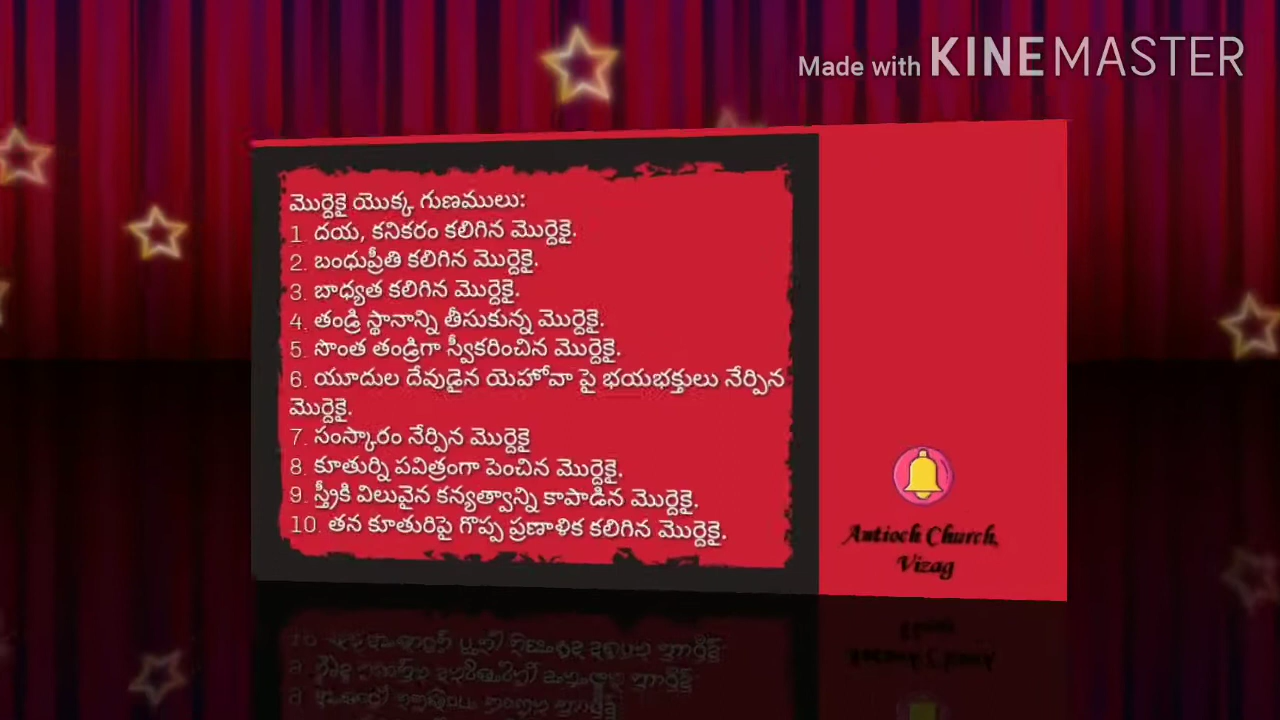 Made with KINEMASTER
మొర్దెకై యొక్క గుణములు:
1. దయ, కనికరం కలిగిన మొర్దెకై.
2. బంధుప్రీతి కలిగిన మొర్దెకై.
3. బాధ్యత కలిగిన మొర్దెకై.
4. తండ్రి స్థానాన్ని తీసుకున్న మొర్దెకై.
5. సొంత తండ్రిగా స్వీకరించిన మొర్దెకై.
6. యూదుల దేవుడైన యెహోవా పై భయభక్తులు నేర్పిన
మొర్దెకై.
7. సంస్కారం నేర్పిన మొర్దెకై
8. కూతుర్ని పవిత్రంగా పెంచిన మొర్దెకై.
9. స్త్రీకి విలువైన కన్యత్వాన్ని కాపాడిన మొర్దెకై.
10. తన కూతురిపై గొప్ప ప్రణాళిక కలిగిన మొర్దెకై.
Antioch Church,
Vizag